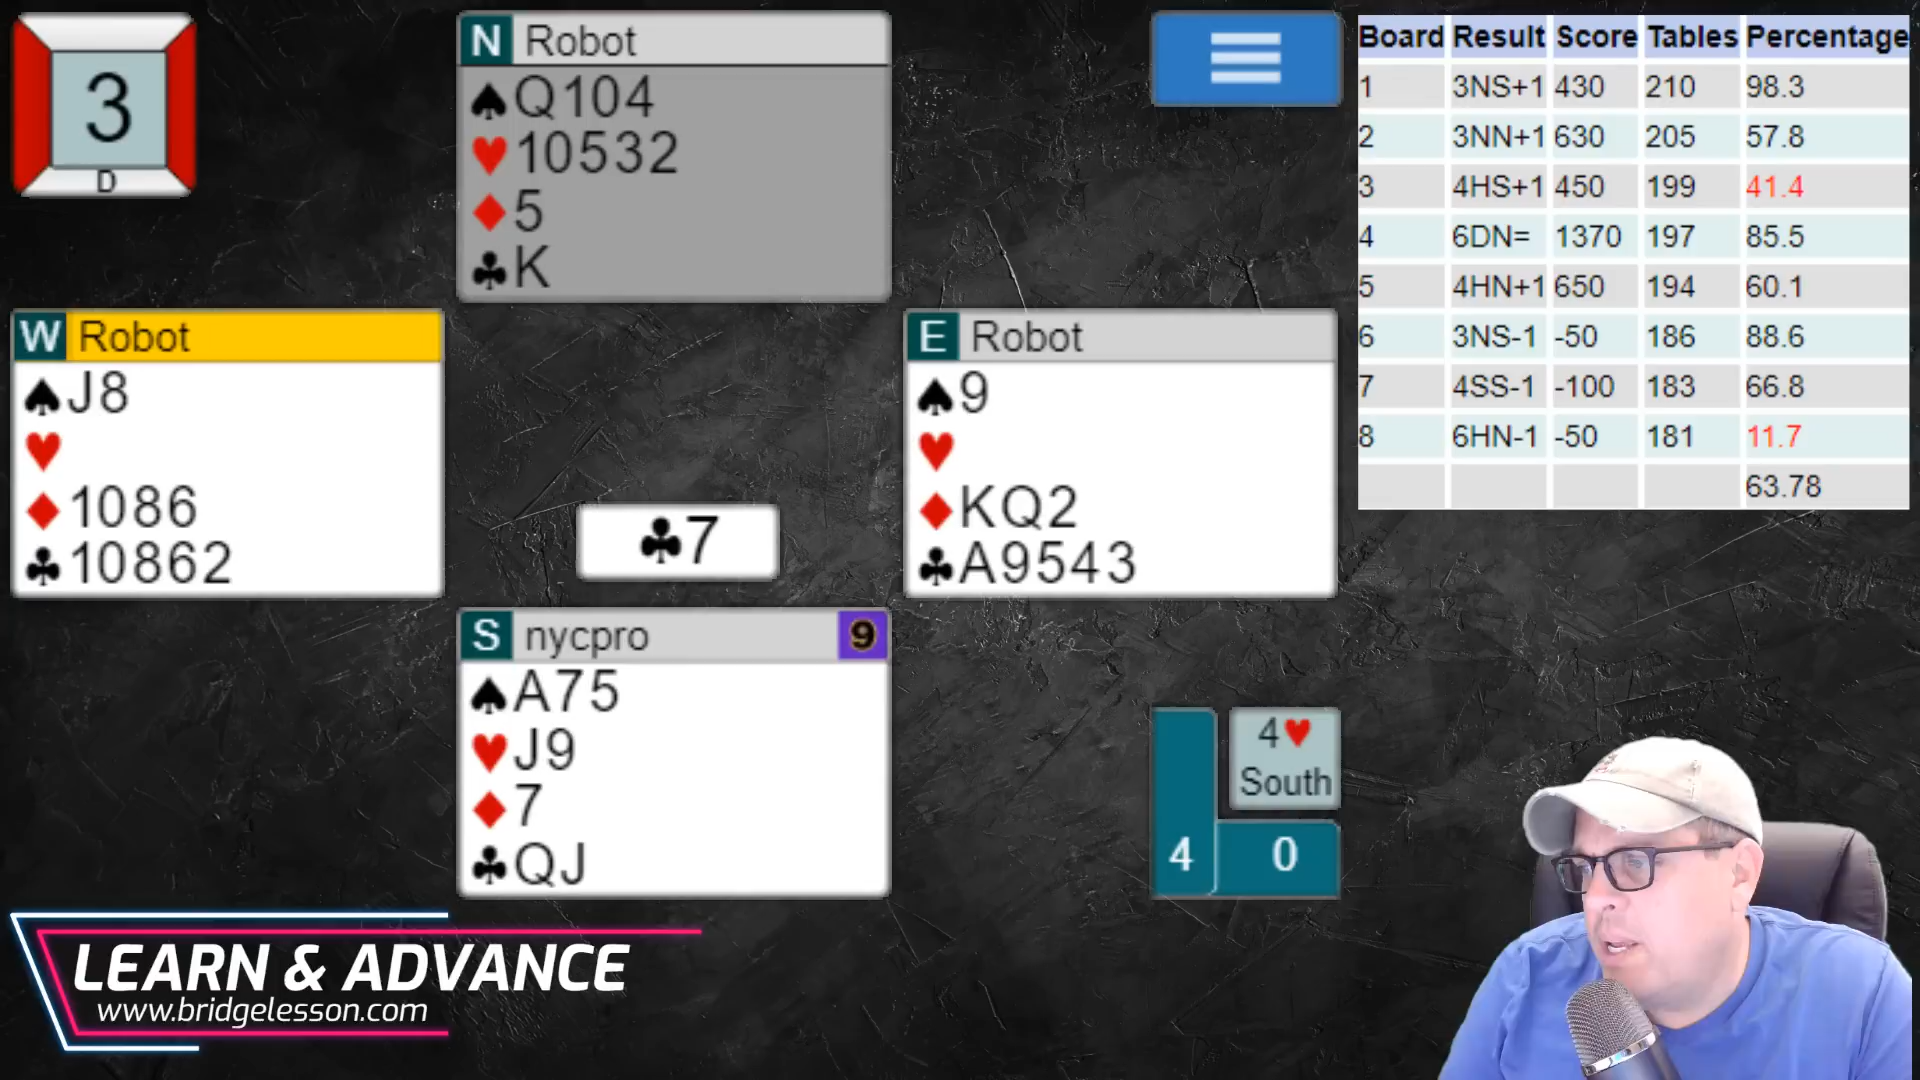 3
D
N Robot
♠Q104
♥10532
♦5
♣K
W Robot
♠J8
♥
♦1086
♣10862
E Robot
♠9
♥
♦KQ2
♣A9543
♣7
S nycpro 9
♠A75
♥J9
♦7
♣QJ
4♥
South
4 0
Board Result Score Tables Percentage
1 3NS+1 430 210 98.3
2 3NN+1 630 205 57.8
3 4HS+1 450 199 41.4
4 6DN= 1370 197 85.5
5 4HN+1 650 194 60.1
6 3NS-1 -50 186 88.6
7 4SS-1 -100 183 66.8
8 6HN-1 -50 181 11.7
63.78
LEARN & ADVANCE
www.bridgelesson.com